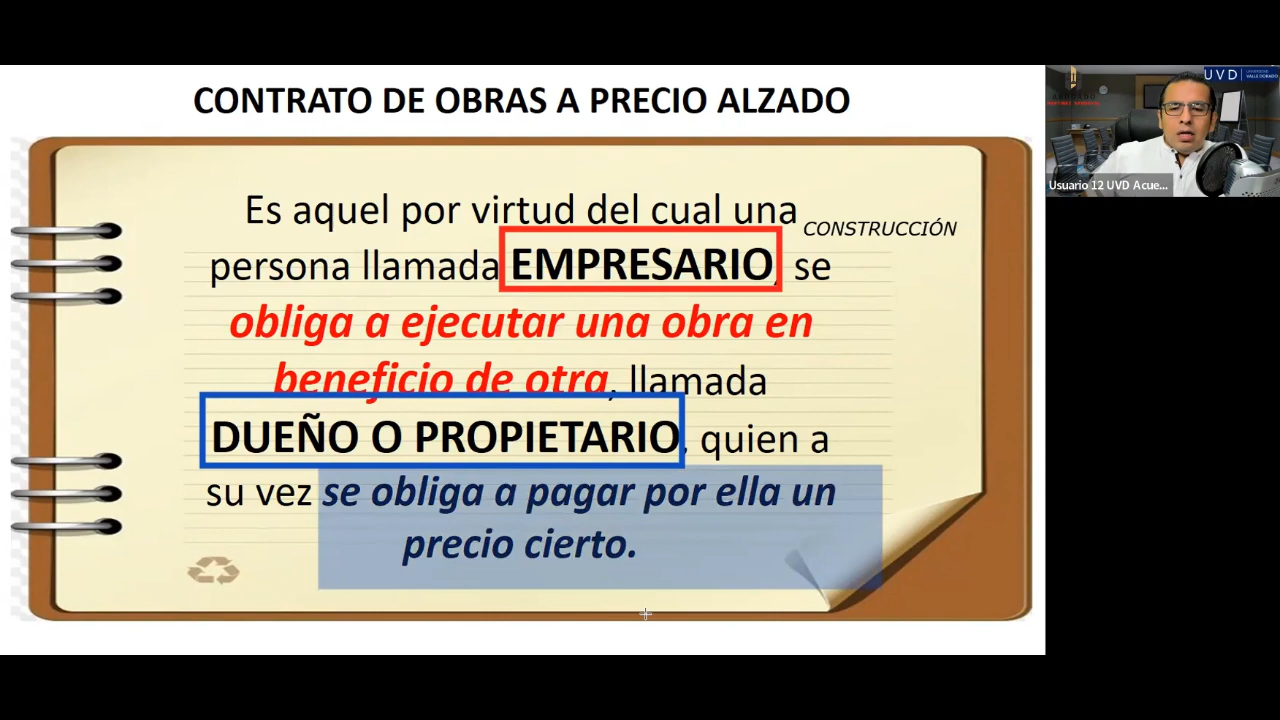 CONTRATO DE OBRAS A PRECIO ALZADO
Es aquel por virtud del cual una
CONSTRUCCIÓN
persona llamada EMPRESARIO, se
obliga a ejecutar una obra en
beneficio de otra, llamada
DUEÑO O PROPIETARIO, quien a
su vez se obliga a pagar por ella un
precio cierto.
UVD
Usuario 12 UVD Acue...